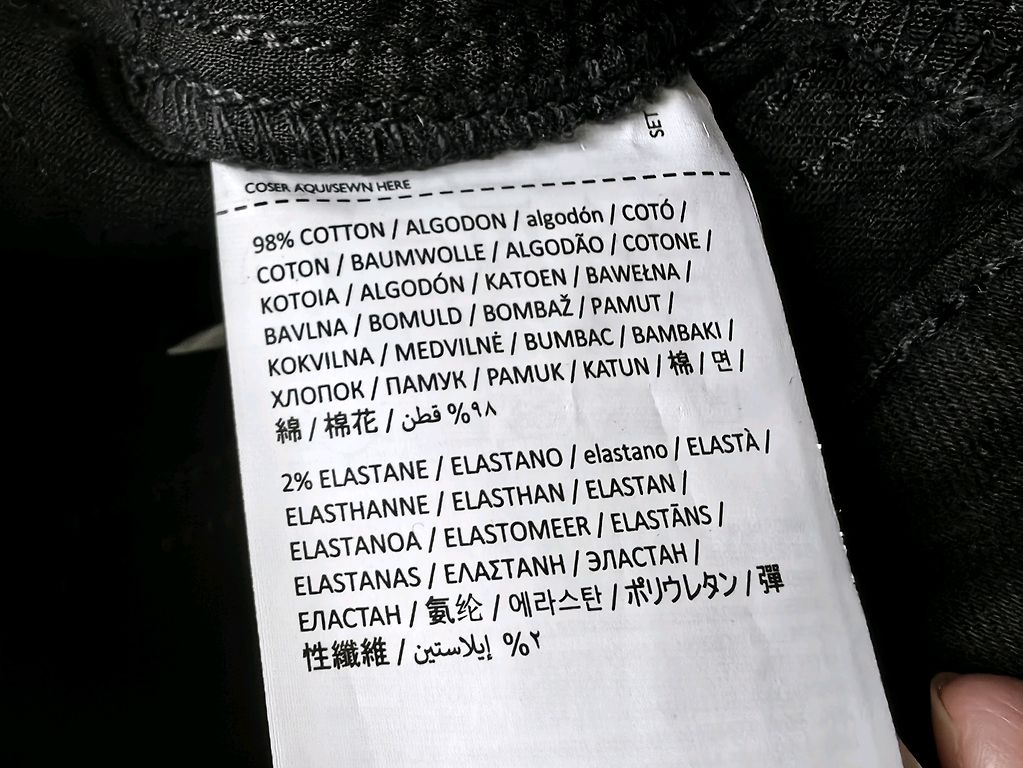 SET
COSER AQUI/SEWN HERE
98% COTTON / ALGODON / algodón / COTÓ /
COTON / BAUMWOLLE / ALGODÃO / COTONE /
KOTOIA / ALGODÓN / KATOEN / BAWEŁNA /
BAVLNA / BOMULD / BOMBAŽ / PAMUT /
KOKVILNA / MEDVILNĖ / BUMBAC / BAMBAKI /
ХЛОПОК / ПАМУК / PAMUK / KATUN / 棉 / 면 /
綿 / 棉花 / قطن %٩٨
2% ELASTANE / ELASTANO / elastano / ELASTÀ /
ELASTHANNE / ELASTHAN / ELASTAN /
ELASTANOA / ELASTOMEER / ELASTĀNS /
ELASTANAS / ΕΛΑΣΤΑΝΗ / ЭЛАСТАН /
ЕЛАСТАН / 氨纶 / 에라스탄 / ポリウレタン / 彈
性纖維 / إيلاستين %٢